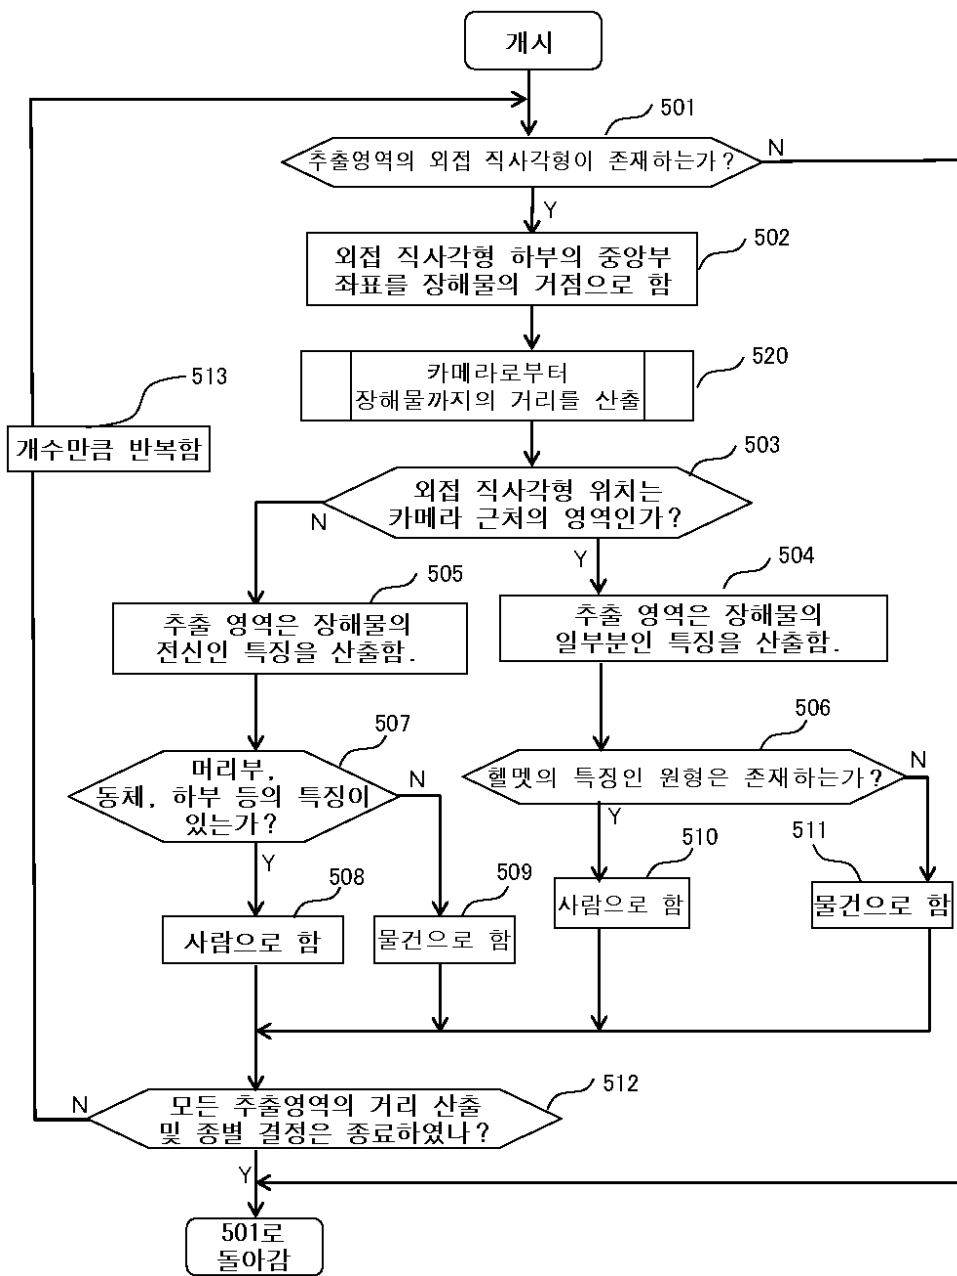 개시
501
추출영역의 외접 직사각형이 존재하는가?
N
Y
502
외접 직사각형 하부의 중앙부
좌표를 장해물의 거점으로 함
520
카메라로부터
장해물까지의 거리를 산출
513
개수만큼 반복함
503
외접 직사각형 위치는
카메라 근처의 영역인가?
N
Y
505
추출 영역은 장해물의
전신인 특징을 산출함.
504
추출 영역은 장해물의
일부분인 특징을 산출함.
507
머리부,
동체, 하부 등의 특징이
있는가?
N
Y
506
헬멧의 특징인 원형은 존재하는가?
N
Y
508
사람으로 함
509
물건으로 함
510
사람으로 함
511
물건으로 함
512
모든 추출영역의 거리 산출
및 종별 결정은 종료하였나?
N
Y
501로
돌아감